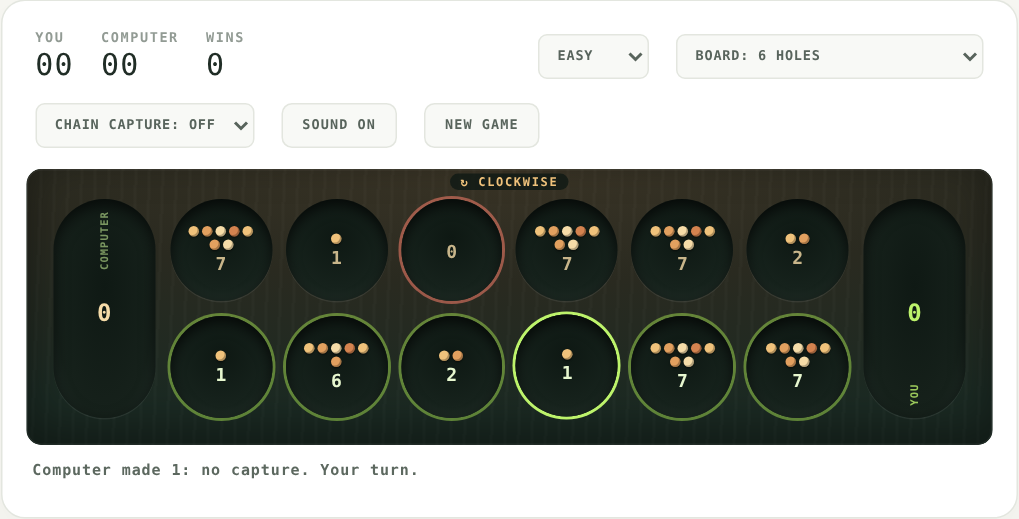 YOU COMPUTER WINS
00 00 0
EASY
BOARD: 6 HOLES
CHAIN CAPTURE: OFF
SOUND ON
NEW GAME
↻ CLOCKWISE
COMPUTER
0
7 1 0 7 7 2
1 6 2 1 7 7
0
YOU
Computer made 1: no capture. Your turn.